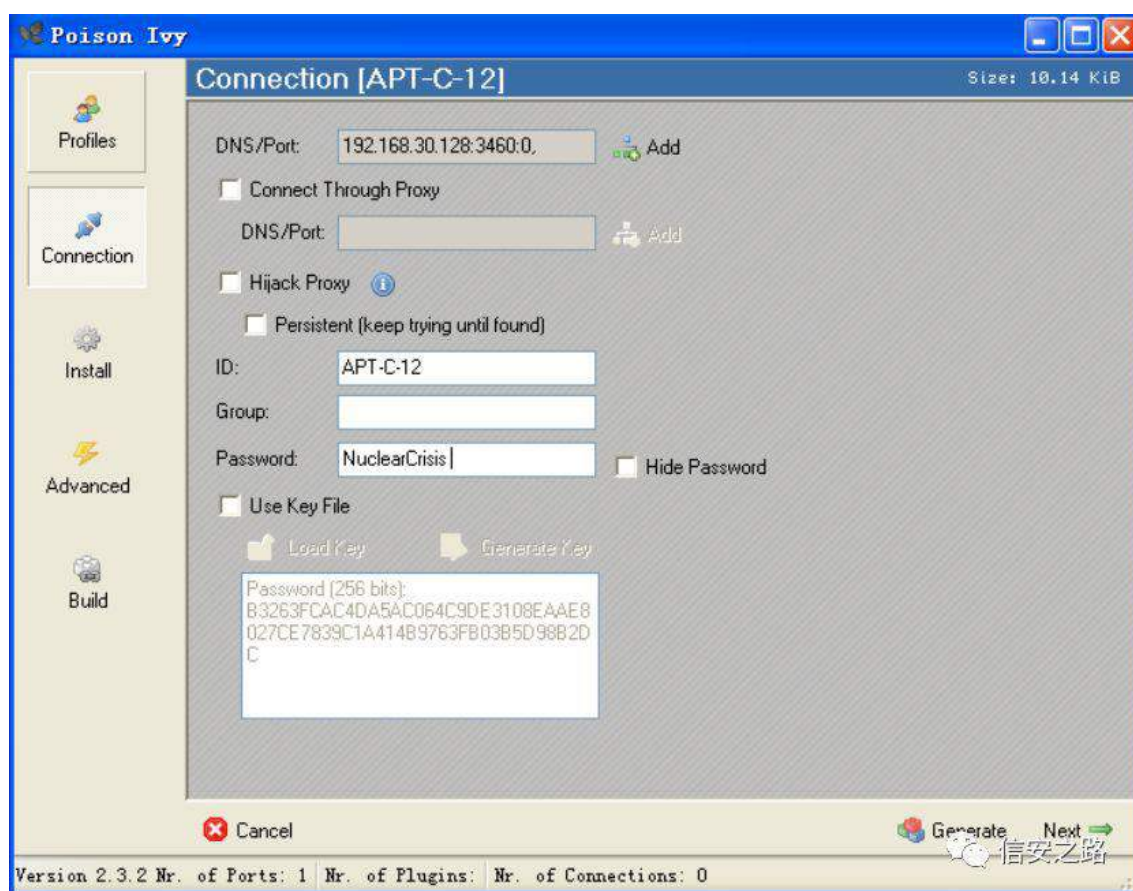 Poison Ivy
Connection [APT-C-12]
Size: 10.14 KiB
Profiles
DNS/Port:
192.168.30.128:3460:0,
Add
Connect Through Proxy
Connection
DNS/Port:
Add
Hijack Proxy
Persistent (keep trying until found)
Install
ID:
APT-C-12
Group:
Password:
NuclearCrisis
Hide Password
Advanced
Use Key File
Load Key
Generate Key
Build
Password (256 bits):
B3263FCAC4DA5AC064C9DE3108EAAE8
027CE7839C1A414B9763FB03B5D98B2D
C
Cancel
Generate
Next
信安之路
Version 2.3.2
Nr. of Ports: 1
Nr. of Plugins:
Nr. of Connections: 0